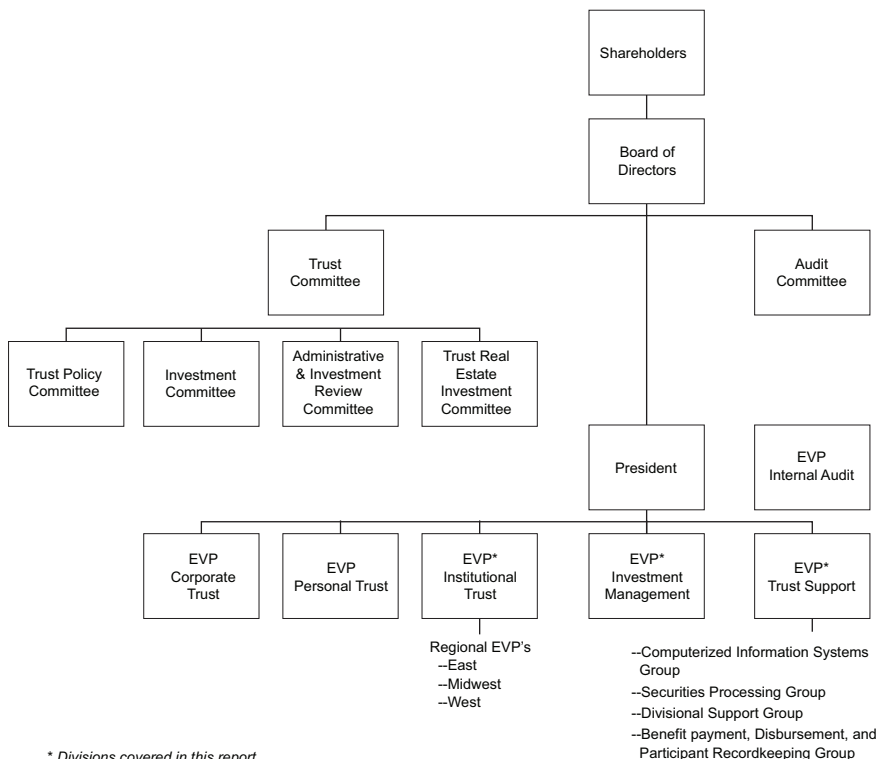 Shareholders
Board of
Directors
Trust
Committee
Audit
Committee
Trust Policy
Committee
Investment
Committee
Administrative
& Investment
Review
Committee
Trust Real
Estate
Investment
Committee
President
EVP
Internal Audit
EVP
Corporate
Trust
EVP
Personal Trust
EVP*
Institutional
Trust
EVP*
Investment
Management
EVP*
Trust Support
Regional EVP's
--East
--Midwest
--West
--Computerized Information Systems
Group
--Securities Processing Group
--Divisional Support Group
--Benefit payment, Disbursement, and
Participant Recordkeeping Group
* Divisions covered in this report